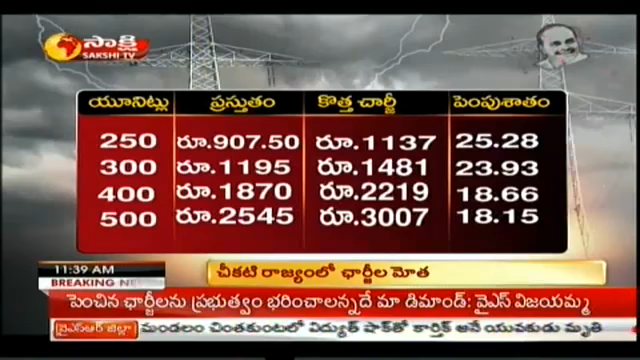 సాక్షి
SAKSHI TV
యూనిట్లు ప్రస్తుతం కొత్త చార్జీ పెంపుశాతం
250 రూ.907.50 రూ.1137 25.28
300 రూ.1195 రూ.1481 23.93
400 రూ.1870 రూ.2219 18.66
500 రూ.2545 రూ.3007 18.15
11:39 AM
చీకటి రాజ్యంలో ఛార్జీల మోత
BREAKING NE
పెంచిన ఛార్జీలను ప్రభుత్వం భరించాలన్నదే మా డిమాండ్: వైఎస్ విజయమ్మ
వైఎస్ఆర్ జిల్లా మండలం చింతకుంటలో విద్యుత్ షాక్‌తో కార్తీక్ అనే యువకుడు మృతి